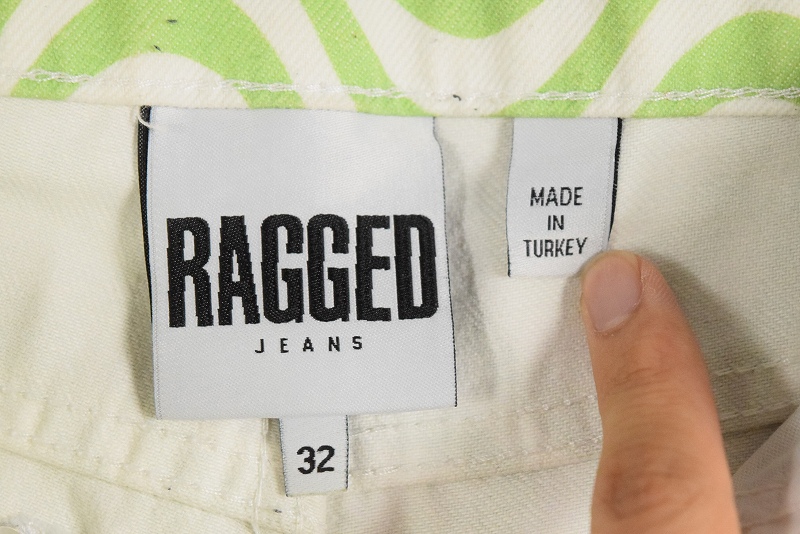 RAGGED
JEANS
32
MADE
IN
TURKEY